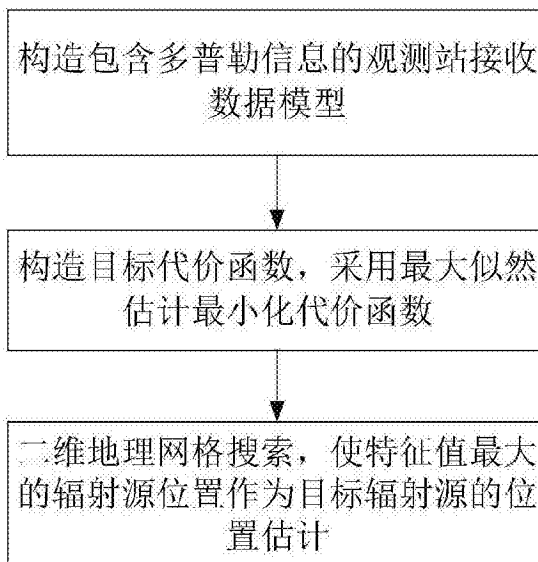 构造包含多普勒信息的观测站接收
数据模型
构造目标代价函数，采用最大似然
估计最小化代价函数
二维地理网格搜索，使特征值最大
的辐射源位置作为目标辐射源的位
置估计